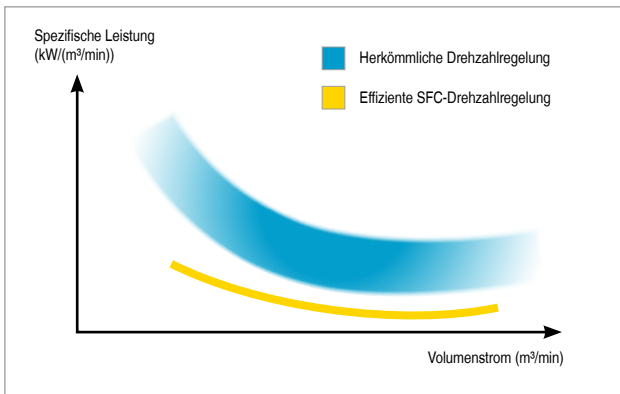 Spezifische Leistung
(kW/(m³/min))
Herkömmliche Drehzahlregelung
Effiziente SFC-Drehzahlregelung
Volumenstrom (m³/min)